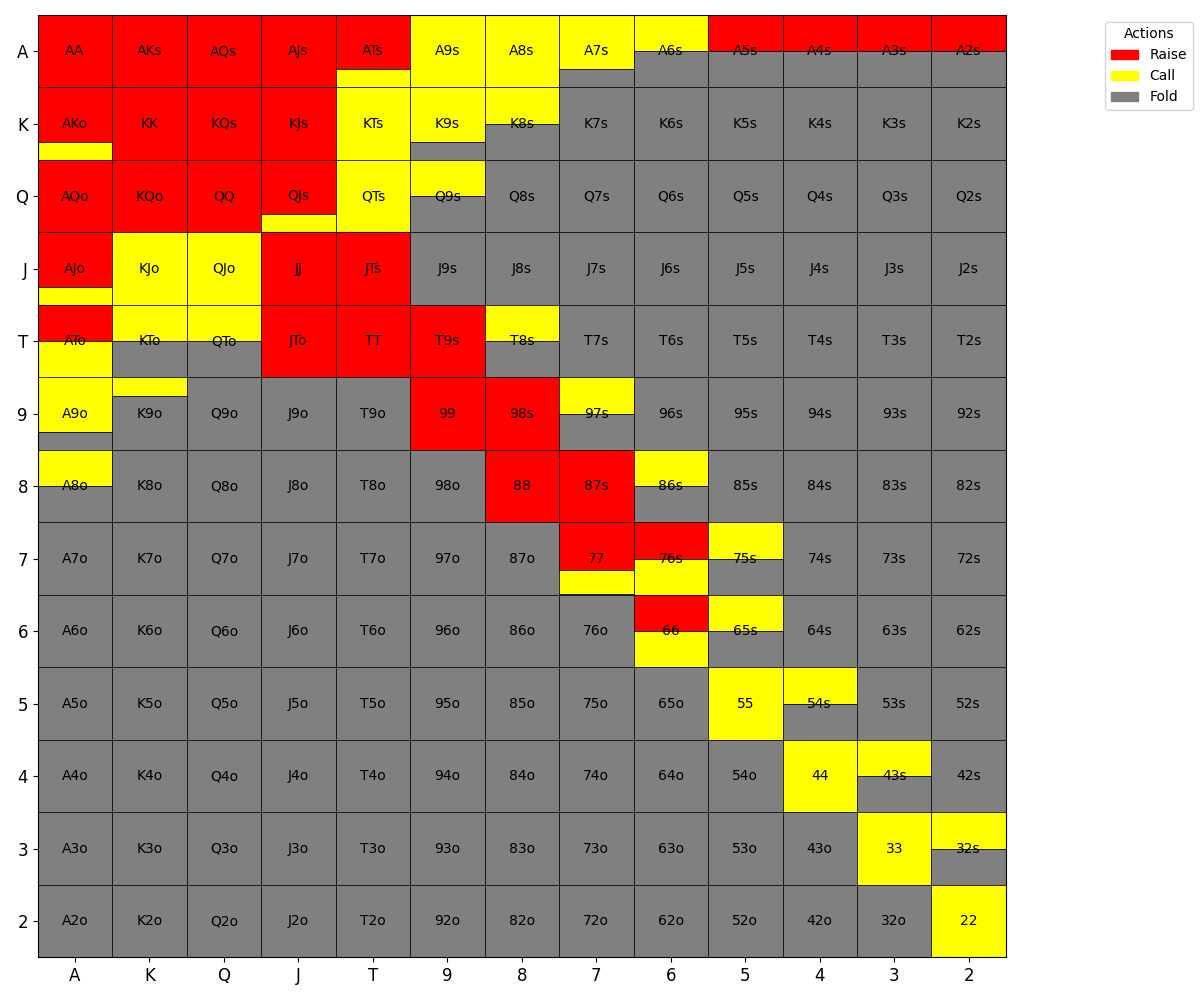 Actions
Raise
Call
Fold
A AA AKs AQs AJs ATs A9s A8s A7s A6s A5s A4s A3s A2s
K AKo KK KQs KJs KTs K9s K8s K7s K6s K5s K4s K3s K2s
Q AQo KQo QQ QJs QTs Q9s Q8s Q7s Q6s Q5s Q4s Q3s Q2s
J AJo KJo QJo JJ JTs J9s J8s J7s J6s J5s J4s J3s J2s
T ATo KTo QTo JTo TT T9s T8s T7s T6s T5s T4s T3s T2s
9 A9o K9o Q9o J9o T9o 99 98s 97s 96s 95s 94s 93s 92s
8 A8o K8o Q8o J8o T8o 98o 88 87s 86s 85s 84s 83s 82s
7 A7o K7o Q7o J7o T7o 97o 87o 77 76s 75s 74s 73s 72s
6 A6o K6o Q6o J6o T6o 96o 86o 76o 66 65s 64s 63s 62s
5 A5o K5o Q5o J5o T5o 95o 85o 75o 65o 55 54s 53s 52s
4 A4o K4o Q4o J4o T4o 94o 84o 74o 64o 54o 44 43s 42s
3 A3o K3o Q3o J3o T3o 93o 83o 73o 63o 53o 43o 33 32s
2 A2o K2o Q2o J2o T2o 92o 82o 72o 62o 52o 42o 32o 22
A K Q J T 9 8 7 6 5 4 3 2